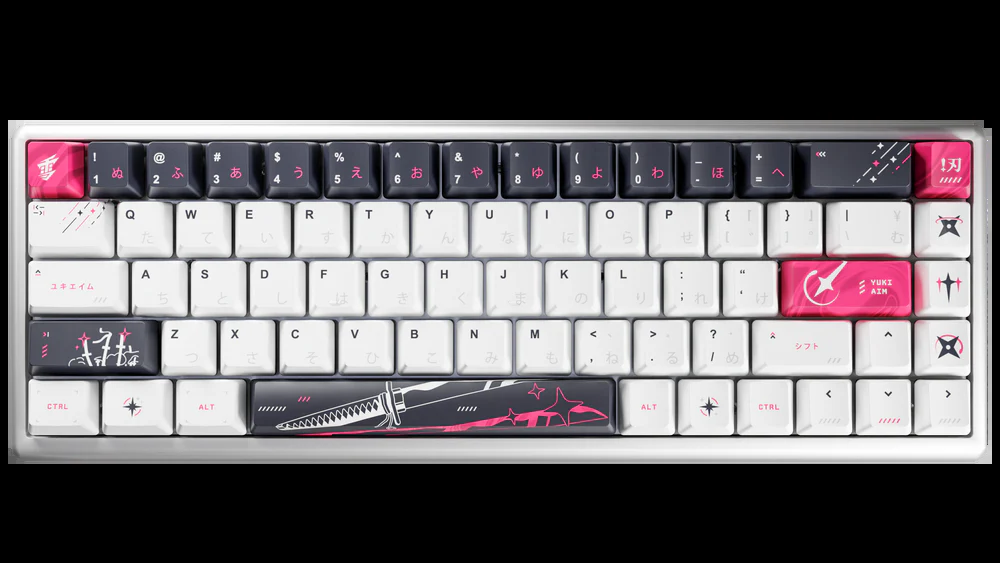 雪 ! 1 ぬ @ 2 ふ # 3 あ $ 4 う % 5 え ^ 6 お & 7 や * 8 ゆ ( 9 よ ) 0 わ _ - ほ + = へ « !刃
Q た W て E い R す T か Y ん U な I に O ら P せ { [ } ] | \ ¥ む
^ ユキエイム A ち S と D し F は G き H く J ま K の L り : ; れ “ ‘ け YUKI
AIM
Z つ X さ C そ V ひ B こ N み M も < , ね > . る ? / め ^ シフト ^
CTRL ALT ALT CTRL < ⌄ >